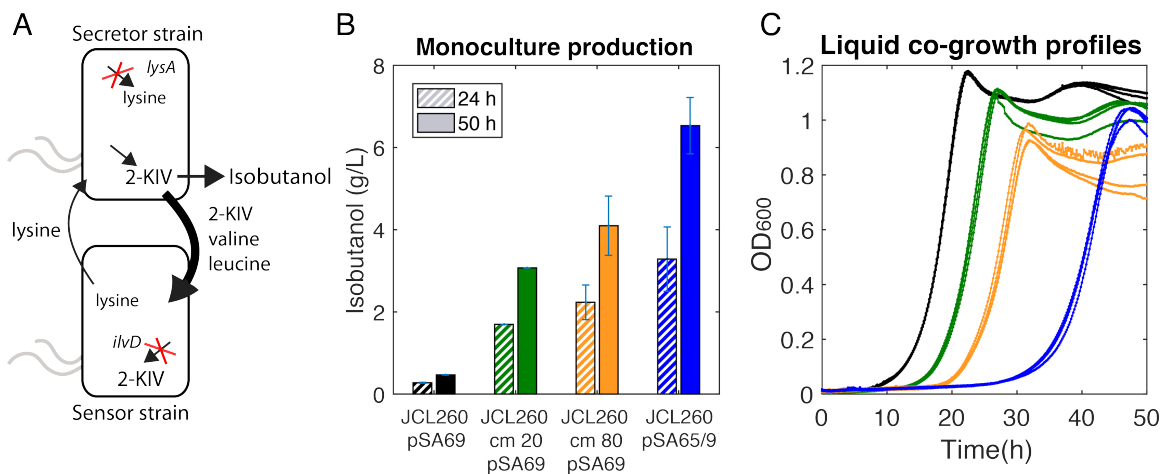 A
Secretor strain
lysA
lysine
2-KIV
Isobutanol
lysine
2-KIV
valine
leucine
lysine
ilvD
2-KIV
Sensor strain
B
Monoculture production
24 h
50 h
Isobutanol (g/L)
8
6
4
2
0
JCL260
pSA69
JCL260
cm 20
pSA69
JCL260
cm 80
pSA69
JCL260
pSA65/9
C
Liquid co-growth profiles
OD600
1.2
1
0.8
0.6
0.4
0.2
0
0 10 20 30 40 50
Time(h)